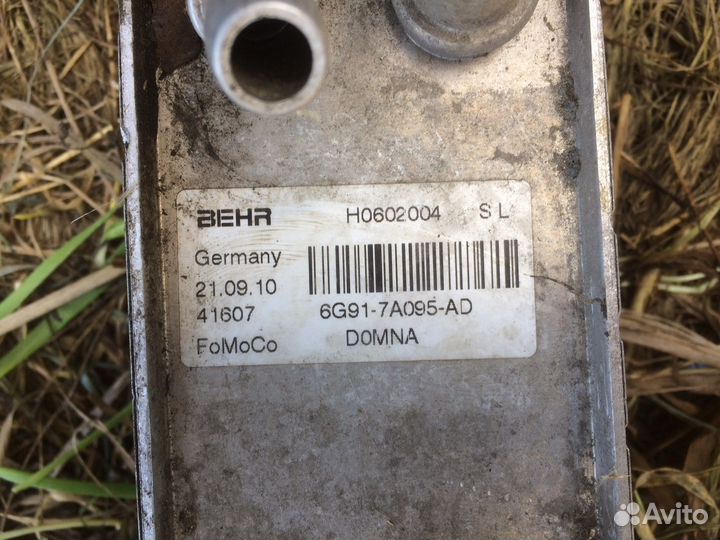 BEHR H0602004 S L
Germany
21.09.10
41607 6G91-7A095-AD
FoMoCo D0MNA
Avito